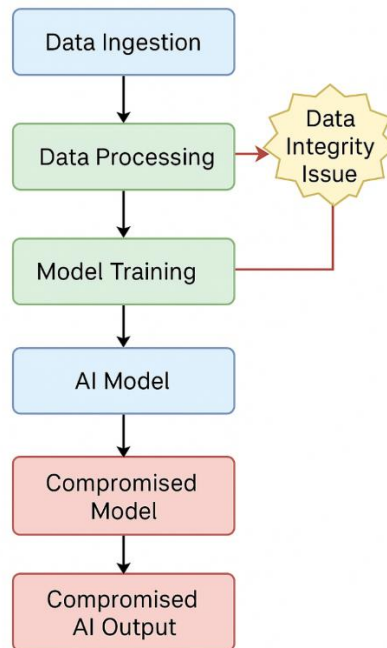 Data Ingestion
Data Processing
Data
Integrity
Issue
Model Training
AI Model
Compromised
Model
Compromised
AI Output